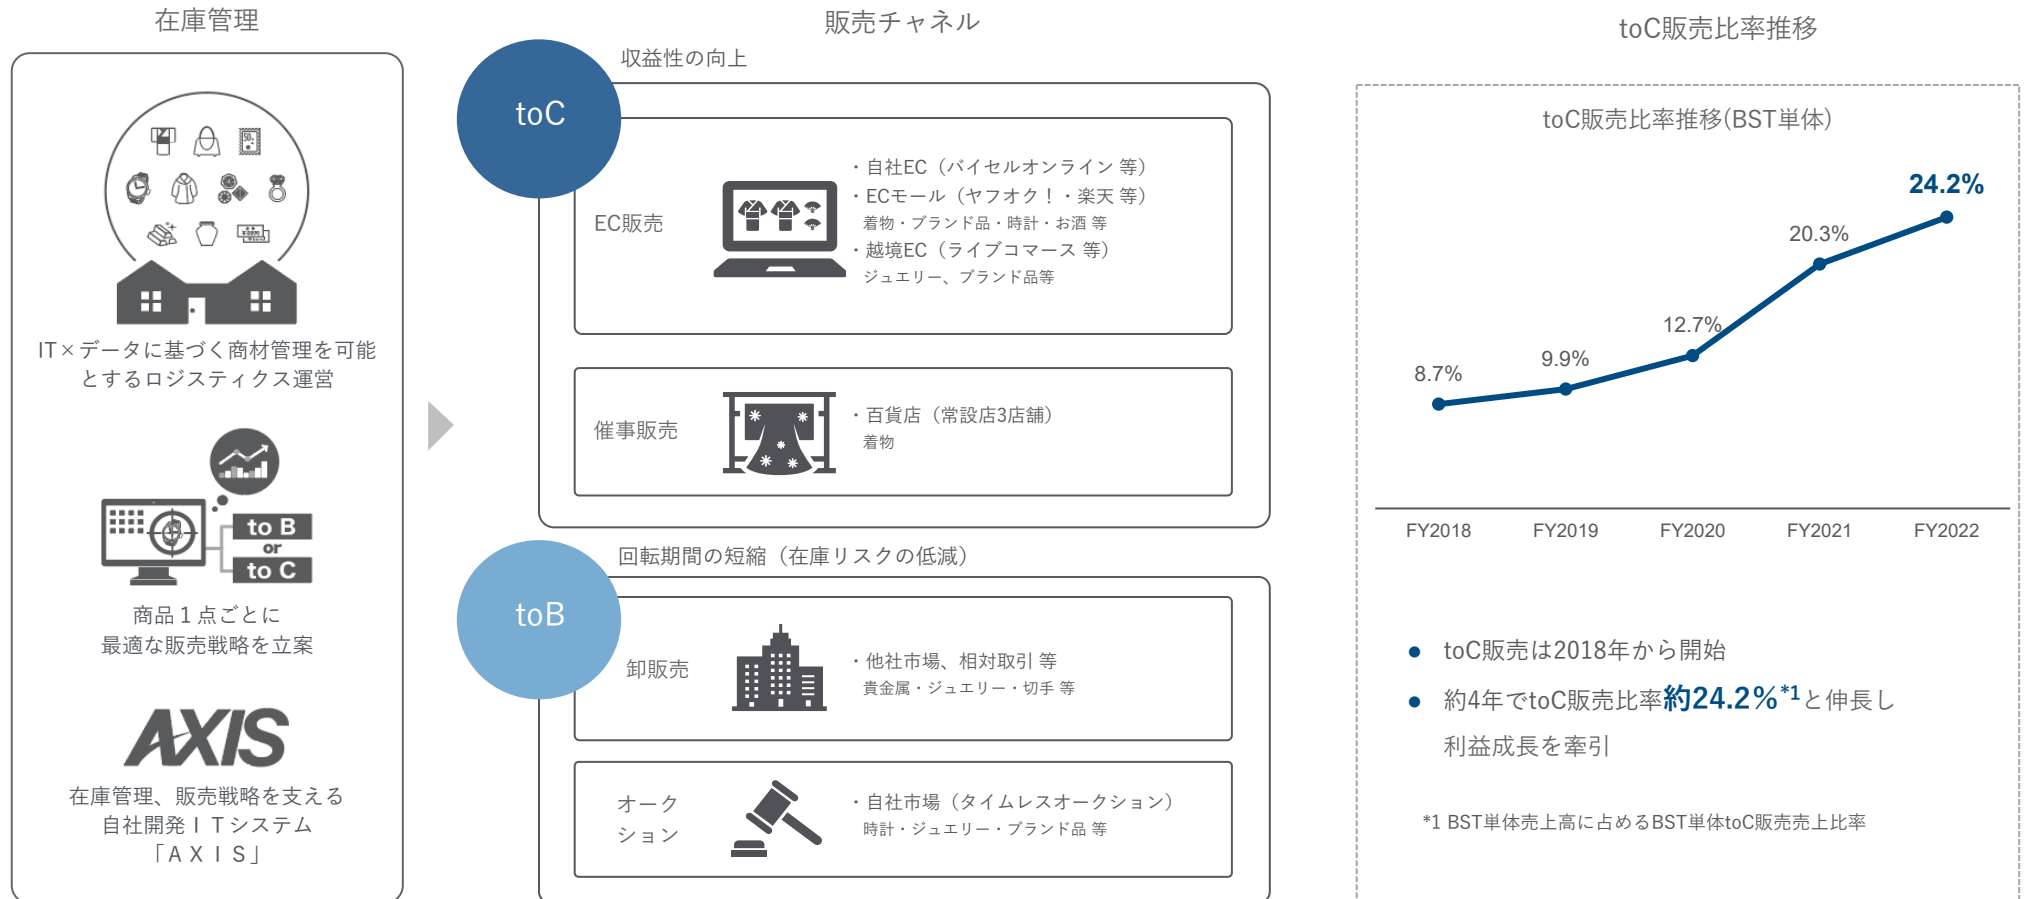 在庫管理
IT×データに基づく商材管理を可能
とするロジスティクス運営
to B
or
to C
商品１点ごとに
最適な販売戦略を立案
AXIS
在庫管理、販売戦略を支える
自社開発ＩＴシステム
「ＡＸＩＳ」
販売チャネル
toC
収益性の向上
EC販売
・自社EC（バイセルオンライン 等）
・ECモール（ヤフオク！・楽天 等）
着物・ブランド品・時計・お酒 等
・越境EC（ライブコマース 等）
ジュエリー、ブランド品等
催事販売
・百貨店（常設店3店舗）
着物
toB
回転期間の短縮（在庫リスクの低減）
卸販売
・他社市場、相対取引 等
貴金属・ジュエリー・切手 等
オーク
ション
・自社市場（タイムレスオークション）
時計・ジュエリー・ブランド品 等
toC販売比率推移
toC販売比率推移(BST単体)
8.7%
9.9%
12.7%
20.3%
24.2%
FY2018
FY2019
FY2020
FY2021
FY2022
● toC販売は2018年から開始
● 約4年でtoC販売比率約24.2%*1と伸長し
利益成長を牽引
*1 BST単体売上高に占めるBST単体toC販売売上比率